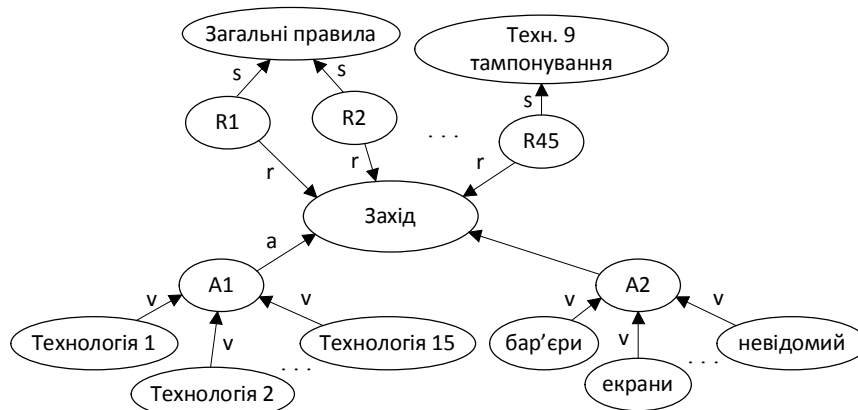 Загальні правила
Техн. 9
тампонування
s
s
s
R1
R2
. . .
R45
r
r
r
Захід
a
A1
A2
v
v
v
v
v
v
Технологія 1
Технологія 2
. . .
Технологія 15
бар’єри
екрани
. . .
невідомий